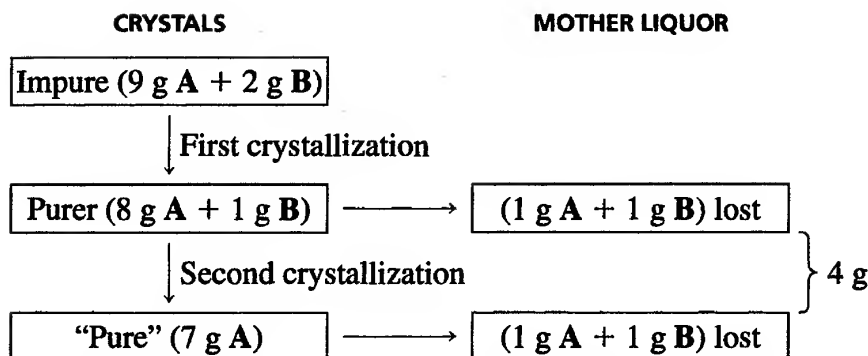 CRYSTALS MOTHER LIQUOR
Impure (9 g A + 2 g B)
First crystallization
Purer (8 g A + 1 g B) (1 g A + 1 g B) lost
Second crystallization 4 g
“Pure” (7 g A) (1 g A + 1 g B) lost